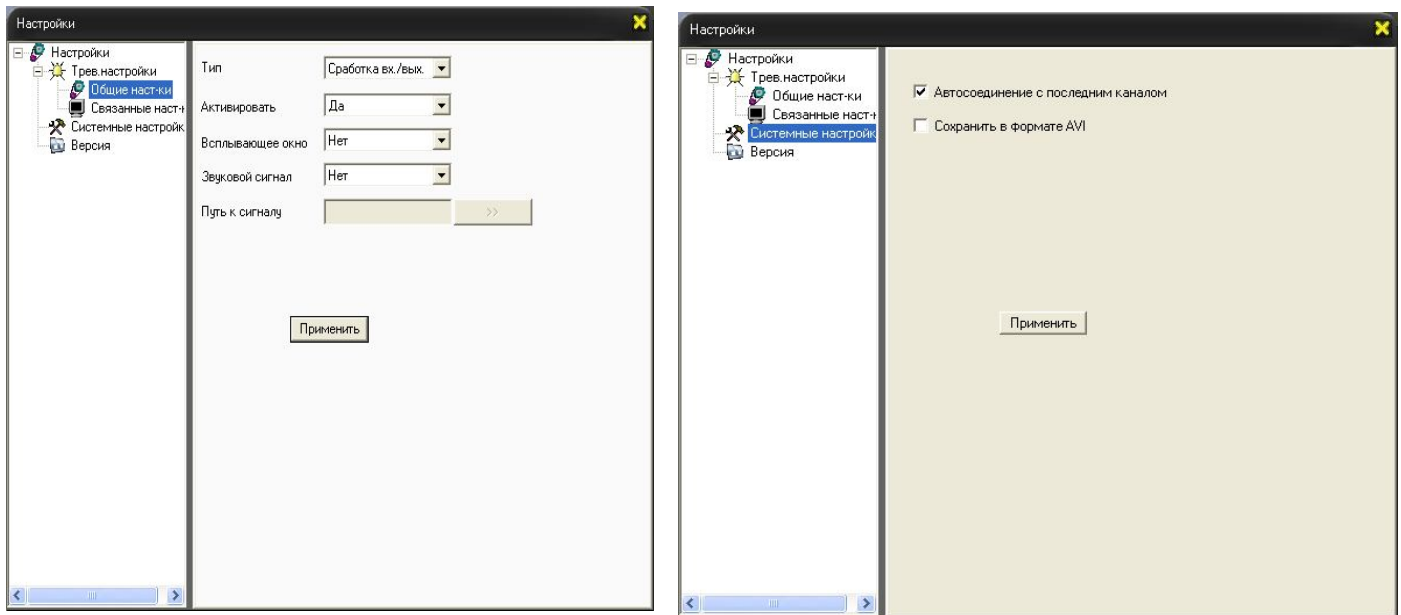 Настройки
Настройки
Трев.настройки
Общие наст-ки
Связанные наст-к
Системные настройк
Версия
Тип
Сработка вх./вых.
Активировать
Да
Всплывающее окно
Нет
Звуковой сигнал
Нет
Путь к сигналу
>>
Применить
Настройки
Настройки
Трев.настройки
Общие наст-ки
Связанные наст-к
Системные настройк
Версия
Автосоединение с последним каналом
Сохранить в формате AVI
Применить